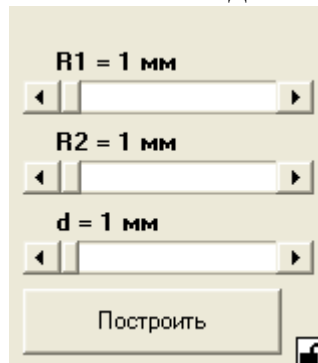 R1 = 1 мм
R2 = 1 мм
d = 1 мм
Построить